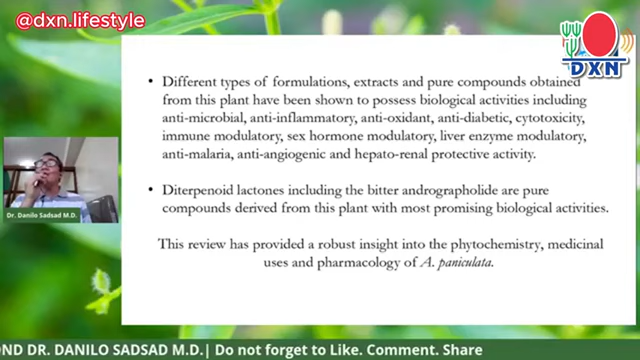 @dxn.lifestyle
DXN
• Different types of formulations, extracts and pure compounds obtained
from this plant have been shown to possess biological activities including
anti-microbial, anti-inflammatory, anti-oxidant, anti-diabetic, cytotoxicity,
immune modulatory, sex hormone modulatory, liver enzyme modulatory,
anti-malaria, anti-angiogenic and hepato-renal protective activity.
• Diterpenoid lactones including the bitter andrographolide are pure
compounds derived from this plant with most promising biological activities.
This review has provided a robust insight into the phytochemistry, medicinal
uses and pharmacology of A. paniculata.
Dr. Danilo Sadsad M.D.
OND DR. DANILO SADSAD M.D.| Do not forget to Like. Comment. Share